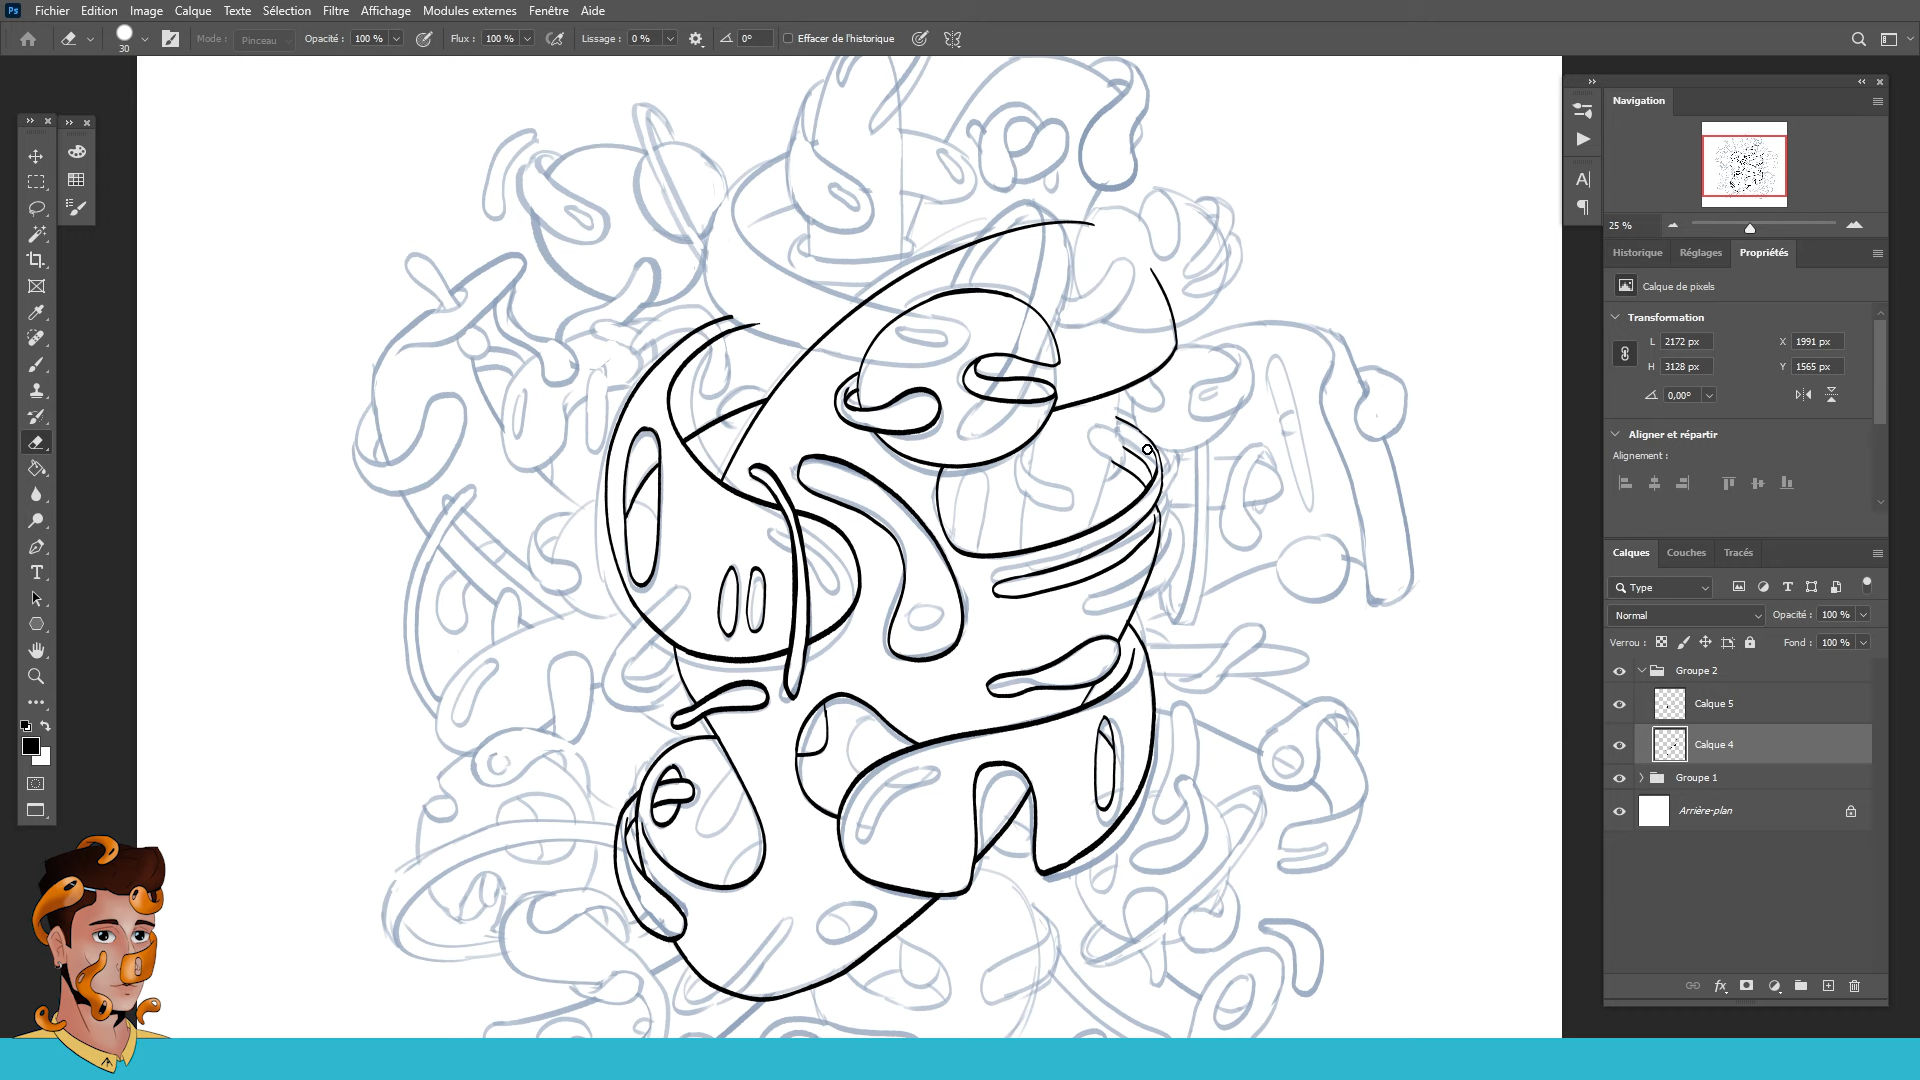 Ps Fichier Edition Image Calque Texte Sélection Filtre Affichage Modules externes Fenêtre Aide
30 Mode : Pinceau Opacité : 100 % Flux : 100 % Lissage : 0 % 0° Effacer de l'historique
Navigation
25 %
Historique Réglages Propriétés
Calque de pixels
Transformation
L 2172 px X 1991 px
H 3128 px Y 1565 px
0,00°
Aligner et répartir
Alignement :
Calques Couches Tracés
Type
Normal Opacité : 100 %
Verrou : Fond : 100 %
Groupe 2
Calque 5
Calque 4
Groupe 1
Arrière-plan
fx